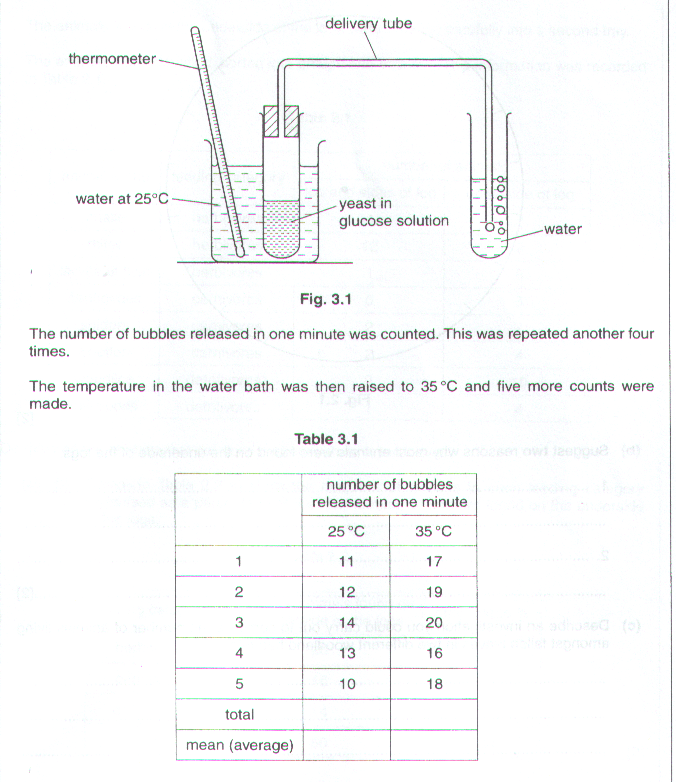 delivery tube
thermometer
water at 25°C
yeast in
glucose solution
water
Fig. 3.1
The number of bubbles released in one minute was counted. This was repeated another four
times.
The temperature in the water bath was then raised to 35 °C and five more counts were
made.
Table 3.1
number of bubbles
released in one minute
25 °C 35 °C
1 11 17
2 12 19
3 14 20
4 13 16
5 10 18
total
mean (average)